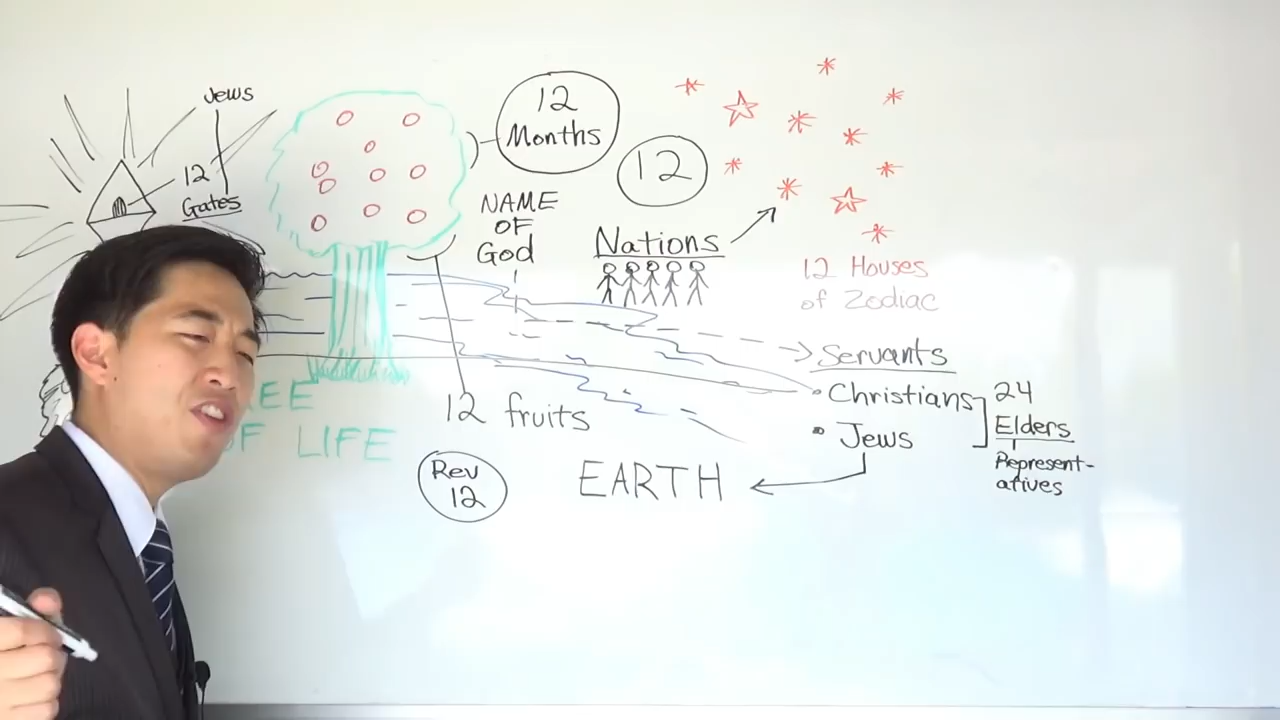 Jews
12
Gates
12
Months
12
NAME
OF
God
Nations
12 Houses
of Zodiac
Servants
• Christians
• Jews
24
Elders
Represent-
atives
OF LIFE
12 fruits
Rev
12
EARTH